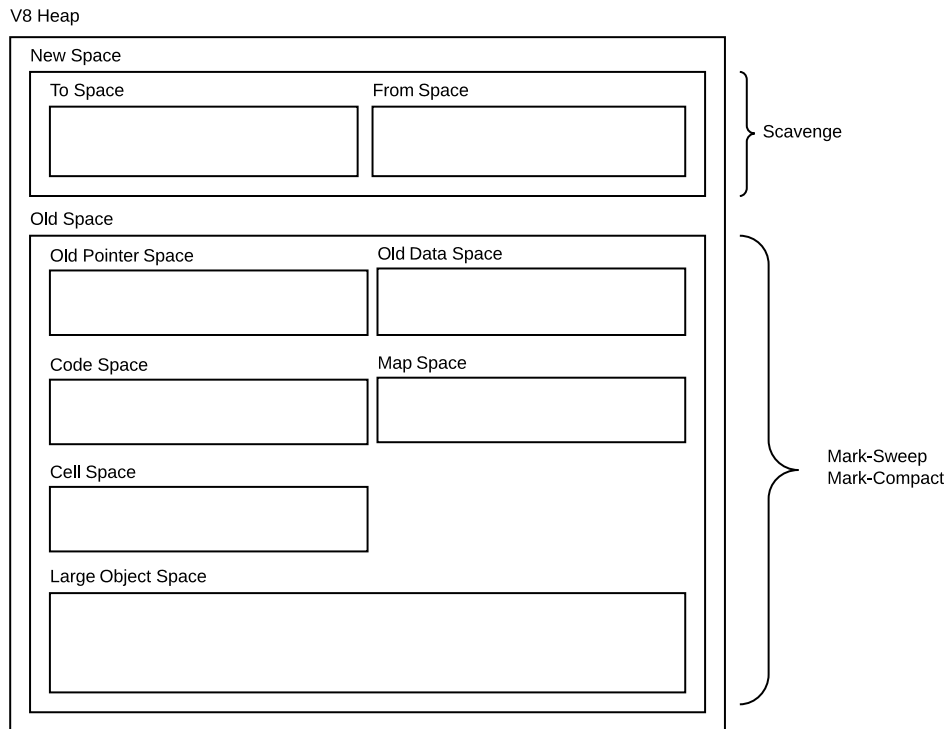 V8 Heap
New Space
To Space
From Space
Scavenge
Old Space
Old Pointer Space
Old Data Space
Code Space
Map Space
Cell Space
Mark-Sweep
Mark-Compact
Large Object Space